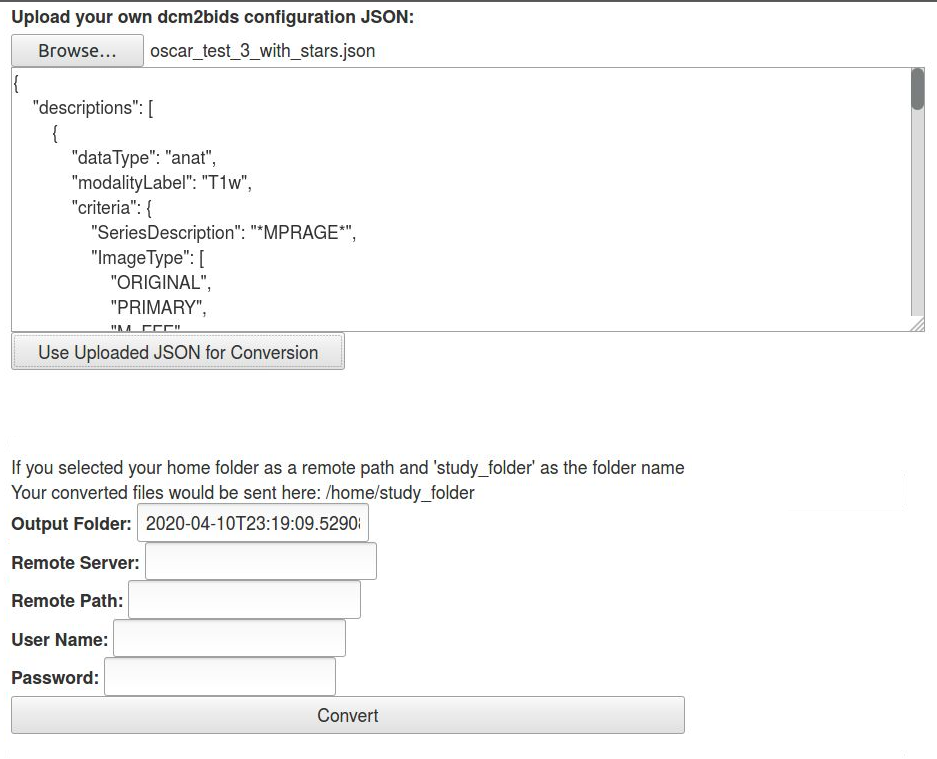 Upload your own dcm2bids configuration JSON:
Browse... oscar_test_3_with_stars.json
{
"descriptions": [
{
"dataType": "anat",
"modalityLabel": "T1w",
"criteria": {
"SeriesDescription": "*MPRAGE*",
"ImageType": [
"ORIGINAL",
"PRIMARY",
Use Uploaded JSON for Conversion
If you selected your home folder as a remote path and 'study_folder' as the folder name
Your converted files would be sent here: /home/study_folder
Output Folder: 2020-04-10T23:19:09.5290
Remote Server:
Remote Path:
User Name:
Password:
Convert